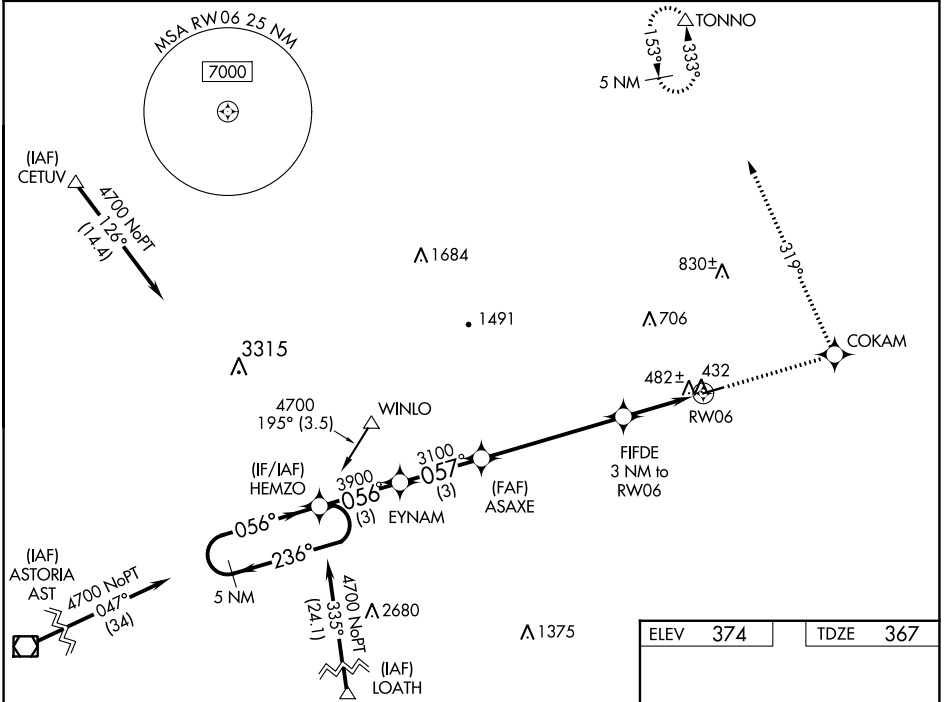 MSA RW06 25 NM
7000
TONNO
153°
333°
5 NM
(IAF)
CETUV
4700 NoPT
126°
(14.4)
1684
830±
319°
1491
706
COKAM
3315
482±
432
RW06
4700
195° (3.5)
WINLO
FIFDE
3 NM to
RW06
(IF/IAF)
HEMZO
3900
056°
(3)
3100
057°
(3)
EYNAM
(FAF)
ASAXE
056°
236°
5 NM
(IAF)
ASTORIA
AST
4700 NoPT
047°
(34)
4700 NoPT
335°
(24.1)
2680
1375
(IAF)
LOATH
ELEV 374
TDZE 367